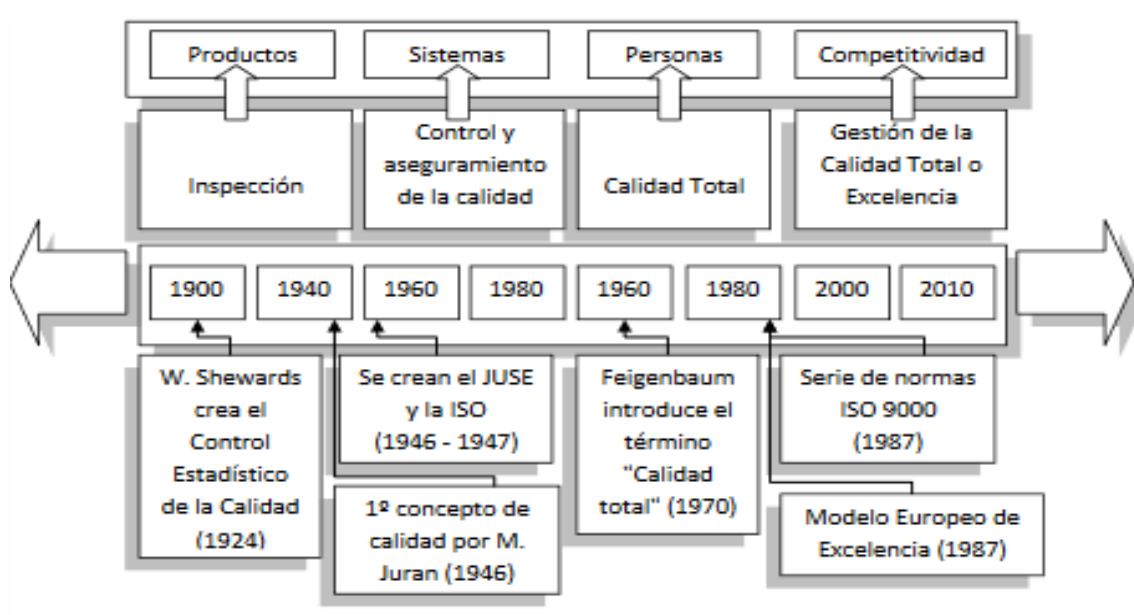 Productos
Sistemas
Personas
Competitividad
Inspección
Control y
aseguramiento
de la calidad
Calidad Total
Gestión de la
Calidad Total o
Excelencia
1900
1940
1960
1980
1960
1980
2000
2010
W. Shewards
crea el
Control
Estadístico
de la Calidad
(1924)
Se crean el JUSE
y la ISO
(1946 - 1947)
1º concepto de
calidad por M.
Juran (1946)
Feigenbaum
introduce el
término
"Calidad
total" (1970)
Serie de normas
ISO 9000
(1987)
Modelo Europeo de
Excelencia (1987)